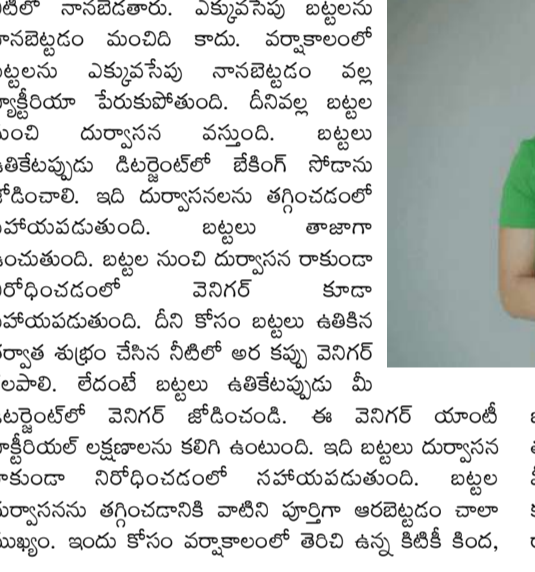 నానబెడతారు. ఎక్కువసేపు బట్టలను
నానబెట్టడం మంచిది కాదు. వర్షాకాలంలో
బట్టలను ఎక్కువసేపు నానబెట్టడం వల్ల
బ్యాక్టీరియా పేరుకుపోతుంది. దీనివల్ల బట్టల
నుంచి దుర్వాసన వస్తుంది. బట్టలు
ఉతికేటప్పుడు డిటర్జెంట్‌లో బేకింగ్ సోడాను
జోడించాలి. ఇది దుర్వాసనలను తగ్గించడంలో
సహాయపడుతుంది. బట్టలు తాజాగా
ఉంచుతుంది. బట్టల నుంచి దుర్వాసన రాకుండా
నిరోధించడంలో వెనిగర్ కూడా
సహాయపడుతుంది. దీని కోసం బట్టలు ఉతికిన
తర్వాత శుభ్రం చేసిన నీటిలో అర కప్పు వెనిగర్
కలపాలి. లేదంటే బట్టలు ఉతికేటప్పుడు మీ
డిటర్జెంట్‌లో వెనిగర్ జోడించండి. ఈ వెనిగర్ యాంటీ
బాక్టీరియల్ లక్షణాలను కలిగి ఉంటుంది. ఇది బట్టలు దుర్వాసన
రాకుండా నిరోధించడంలో సహాయపడుతుంది. బట్టల
దుర్వాసనను తగ్గించడానికి వాటిని పూర్తిగా ఆరబెట్టడం చాలా
ముఖ్యం. ఇందు కోసం వర్షాకాలంలో తెరిచి ఉన్న కిటికీ కింద,